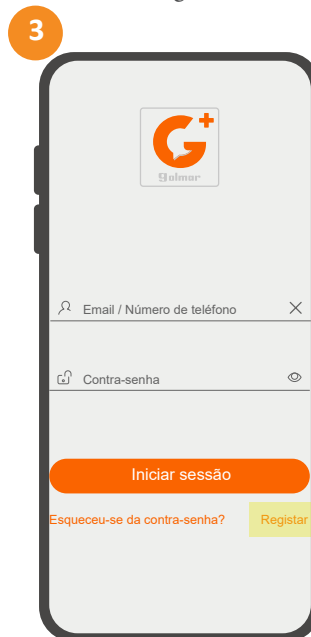 3
G+
golmar
Email / Número de teléfono
Contra-senha
Iniciar sessão
Esqueceu-se da contra-senha? Registar